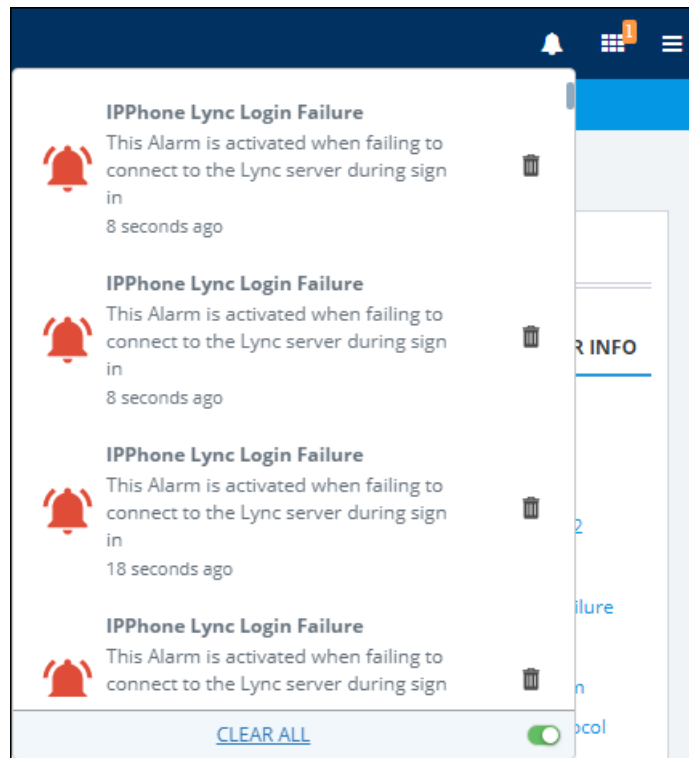 1
IPPhone Lync Login Failure
This Alarm is activated when failing to
connect to the Lync server during sign
in
8 seconds ago
IPPhone Lync Login Failure
This Alarm is activated when failing to
connect to the Lync server during sign
in
8 seconds ago
R INFO
IPPhone Lync Login Failure
This Alarm is activated when failing to
connect to the Lync server during sign
in
18 seconds ago
2
ilure
IPPhone Lync Login Failure
This Alarm is activated when failing to
connect to the Lync server during sign
n
ocol
CLEAR ALL